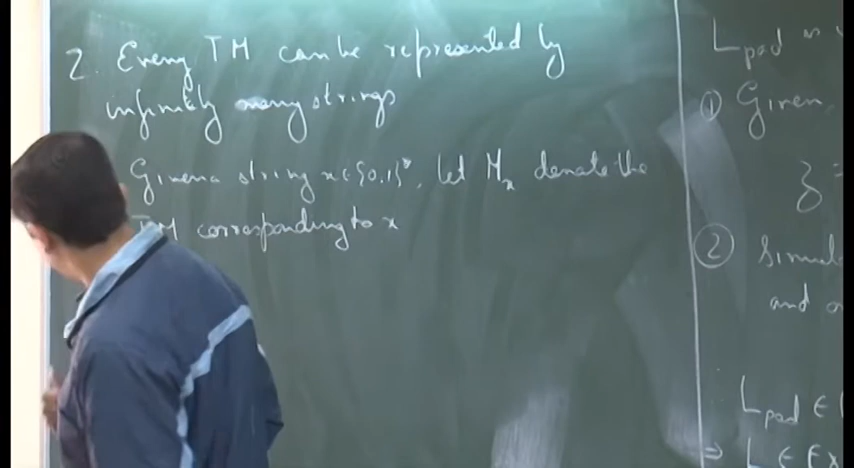 2. Every TM can be represented by
infinitely many strings
Given a string x ∈ {0,1}*, let M_x denote the
TM corresponding to x
L_pad
① Given,
ξ =
② Simul
and
L_pad ∈
⇒ L ∈ EX